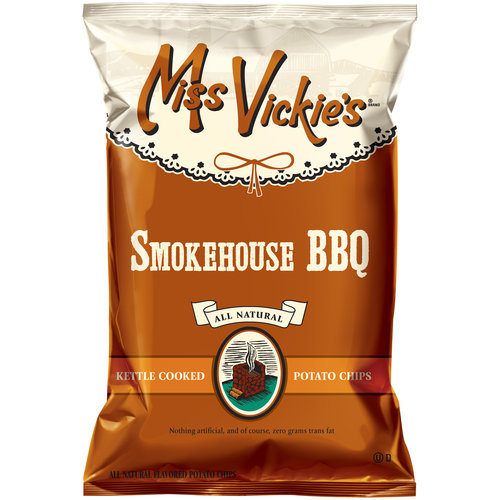 Miss Vickie's®
BRAND
SMOKEHOUSE BBQ
ALL NATURAL
KETTLE COOKED POTATO CHIPS
Nothing artificial, and of course, zero grams trans fat
U D
ALL NATURAL FLAVORED POTATO CHIPS